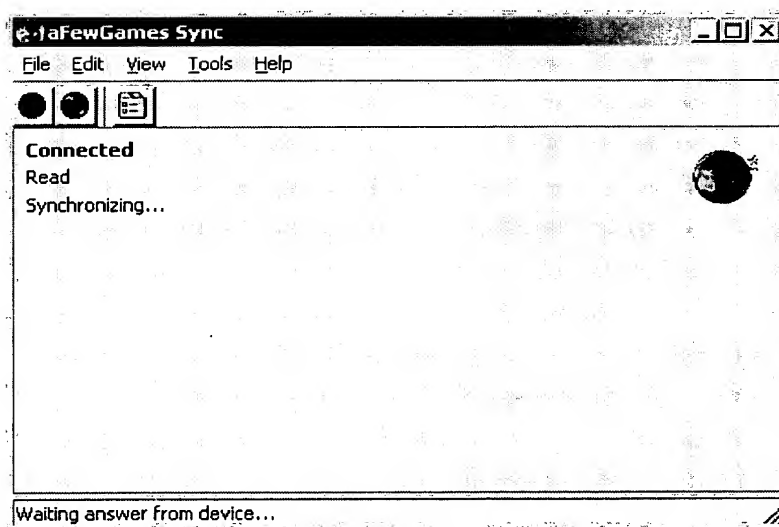 aFewGames Sync
File Edit View Tools Help
Connected
Read
Synchronizing...
Waiting answer from device...